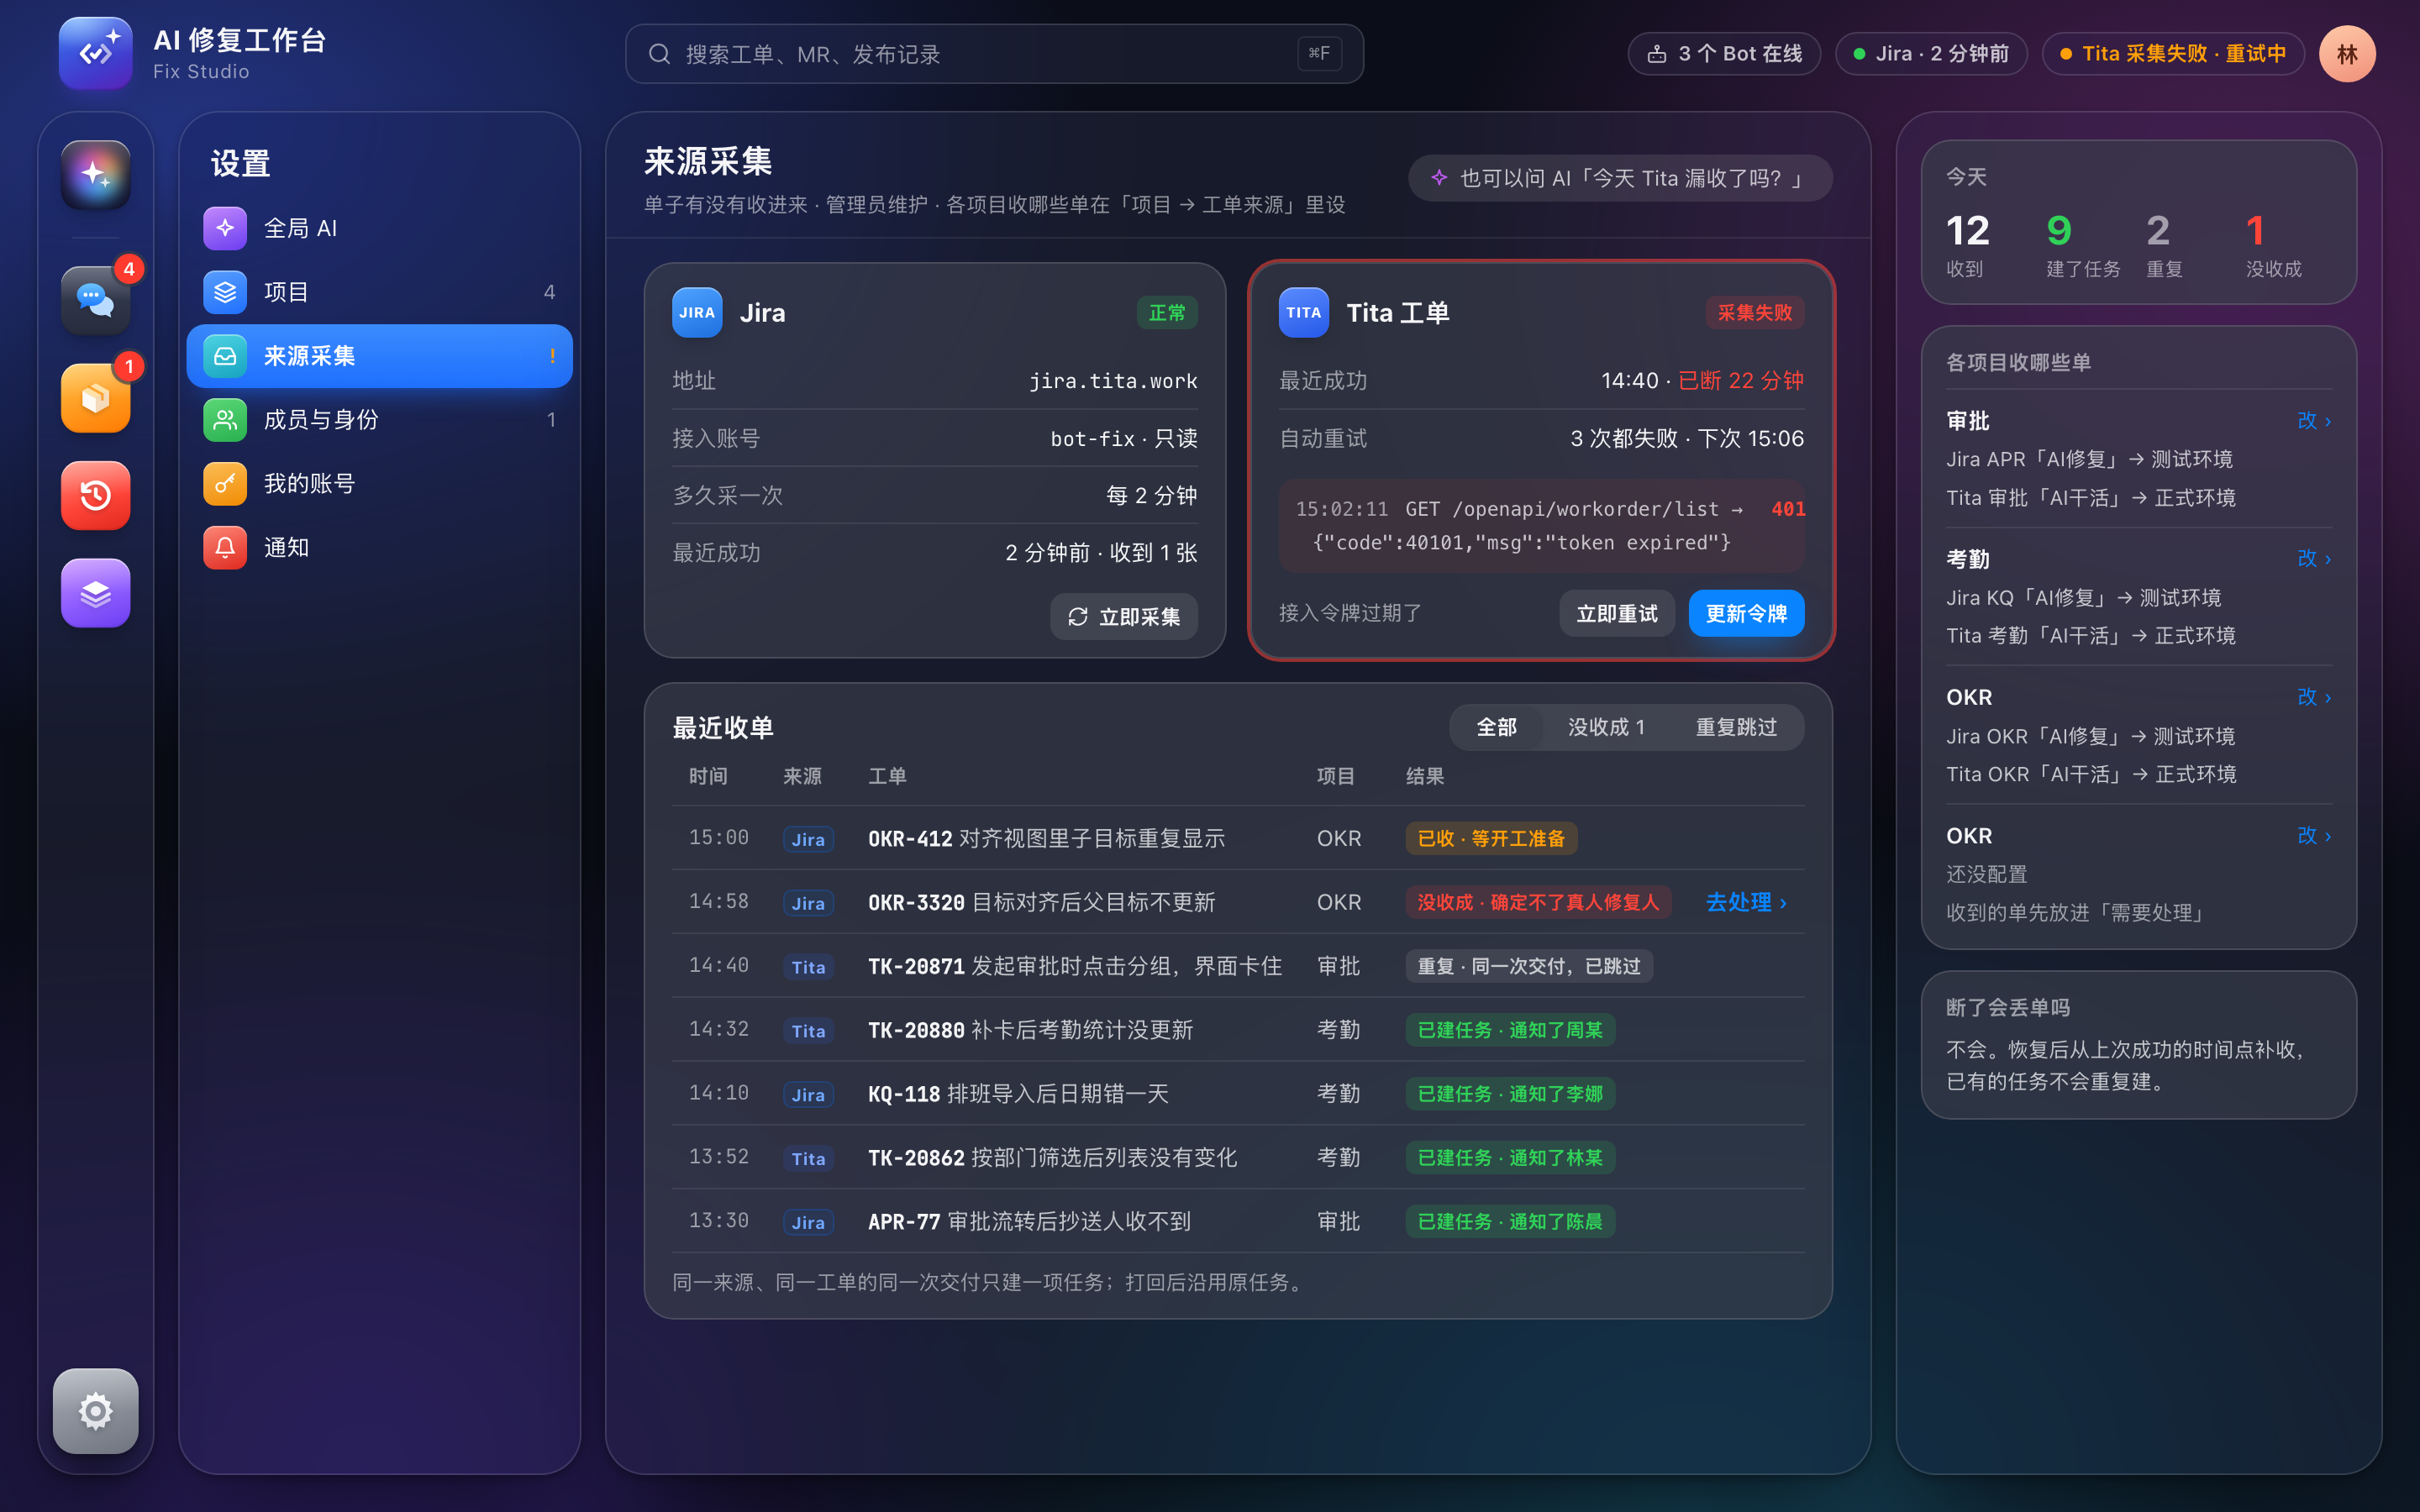 AI 修复工作台
Fix Studio
搜索工单、MR、发布记录
⌘F
3 个 Bot 在线
Jira · 2 分钟前
Tita 采集失败 · 重试中
林
4
1
设置
全局 AI
项目
4
来源采集
!
成员与身份
1
我的账号
通知
来源采集
单子有没有收进来 · 管理员维护 · 各项目收哪些单在「项目 → 工单来源」里设
也可以问 AI「今天 Tita 漏收了吗？」
JIRA
Jira
正常
地址
jira.tita.work
接入账号
bot-fix · 只读
多久采一次
每 2 分钟
最近成功
2 分钟前 · 收到 1 张
立即采集
TITA
Tita 工单
采集失败
最近成功
14:40 · 已断 22 分钟
自动重试
3 次都失败 · 下次 15:06
15:02:11 GET /openapi/workorder/list → 401
{"code":40101,"msg":"token expired"}
接入令牌过期了
立即重试
更新令牌
最近收单
全部
没收成 1
重复跳过
时间 来源 工单 项目 结果
15:00 Jira OKR-412 对齐视图里子目标重复显示 OKR 已收 · 等开工准备
14:58 Jira OKR-3320 目标对齐后父目标不更新 OKR 没收成 · 确定不了真人修复人 去处理 ›
14:40 Tita TK-20871 发起审批时点击分组，界面卡住 审批 重复 · 同一次交付，已跳过
14:32 Tita TK-20880 补卡后考勤统计没更新 考勤 已建任务 · 通知了周某
14:10 Jira KQ-118 排班导入后日期错一天 考勤 已建任务 · 通知了李娜
13:52 Tita TK-20862 按部门筛选后列表没有变化 考勤 已建任务 · 通知了林某
13:30 Jira APR-77 审批流转后抄送人收不到 审批 已建任务 · 通知了陈晨
同一来源、同一工单的同一次交付只建一项任务；打回后沿用原任务。
今天
12 9 2 1
收到 建了任务 重复 没收成
各项目收哪些单
审批 改 ›
Jira APR「AI修复」→ 测试环境
Tita 审批「AI干活」→ 正式环境
考勤 改 ›
Jira KQ「AI修复」→ 测试环境
Tita 考勤「AI干活」→ 正式环境
OKR 改 ›
Jira OKR「AI修复」→ 测试环境
Tita OKR「AI干活」→ 正式环境
OKR 改 ›
还没配置
收到的单先放进「需要处理」
断了会丢单吗
不会。恢复后从上次成功的时间点补收，
已有的任务不会重复建。